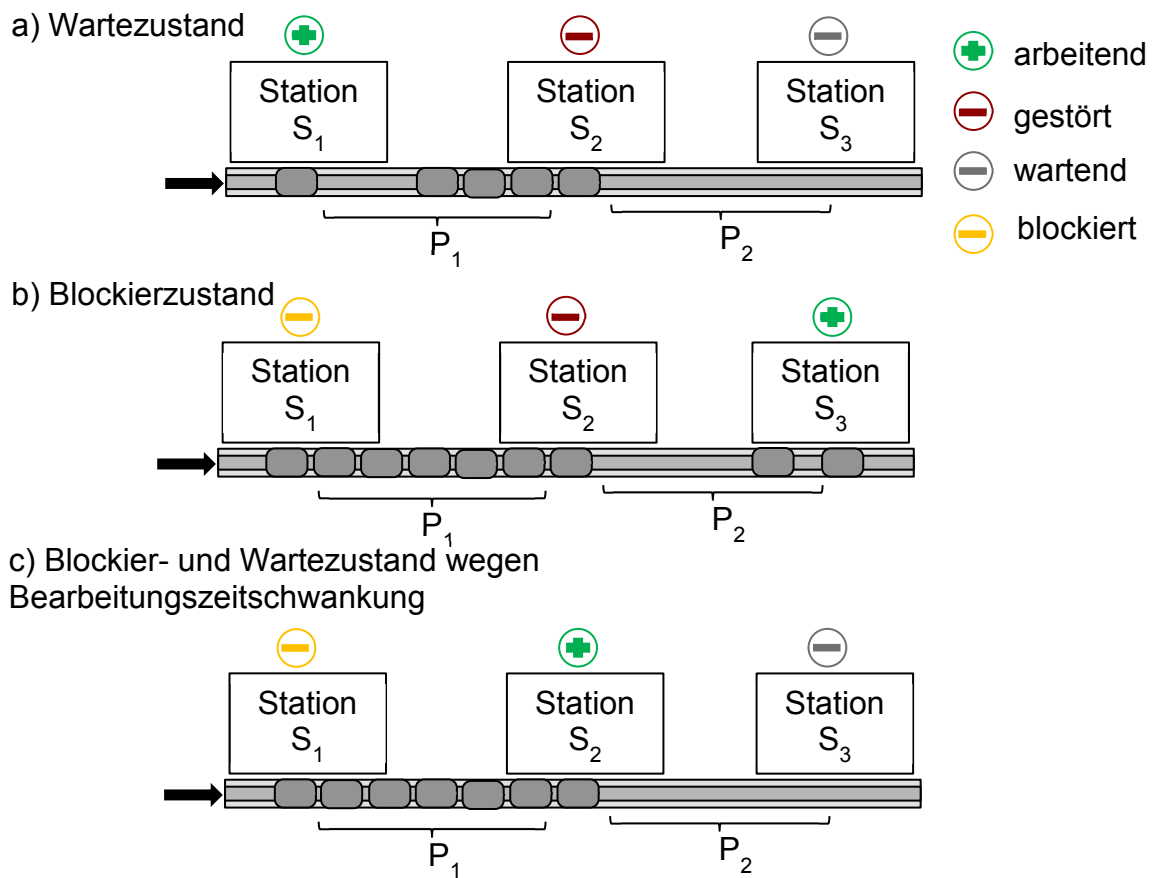 a) Wartezustand
Station S₁
Station S₂
Station S₃
P₁
P₂
arbeitend
gestört
wartend
blockiert
b) Blockierzustand
Station S₁
Station S₂
Station S₃
P₁
P₂
c) Blockier- und Wartezustand wegen
Bearbeitungszeitschwankung
Station S₁
Station S₂
Station S₃
P₁
P₂